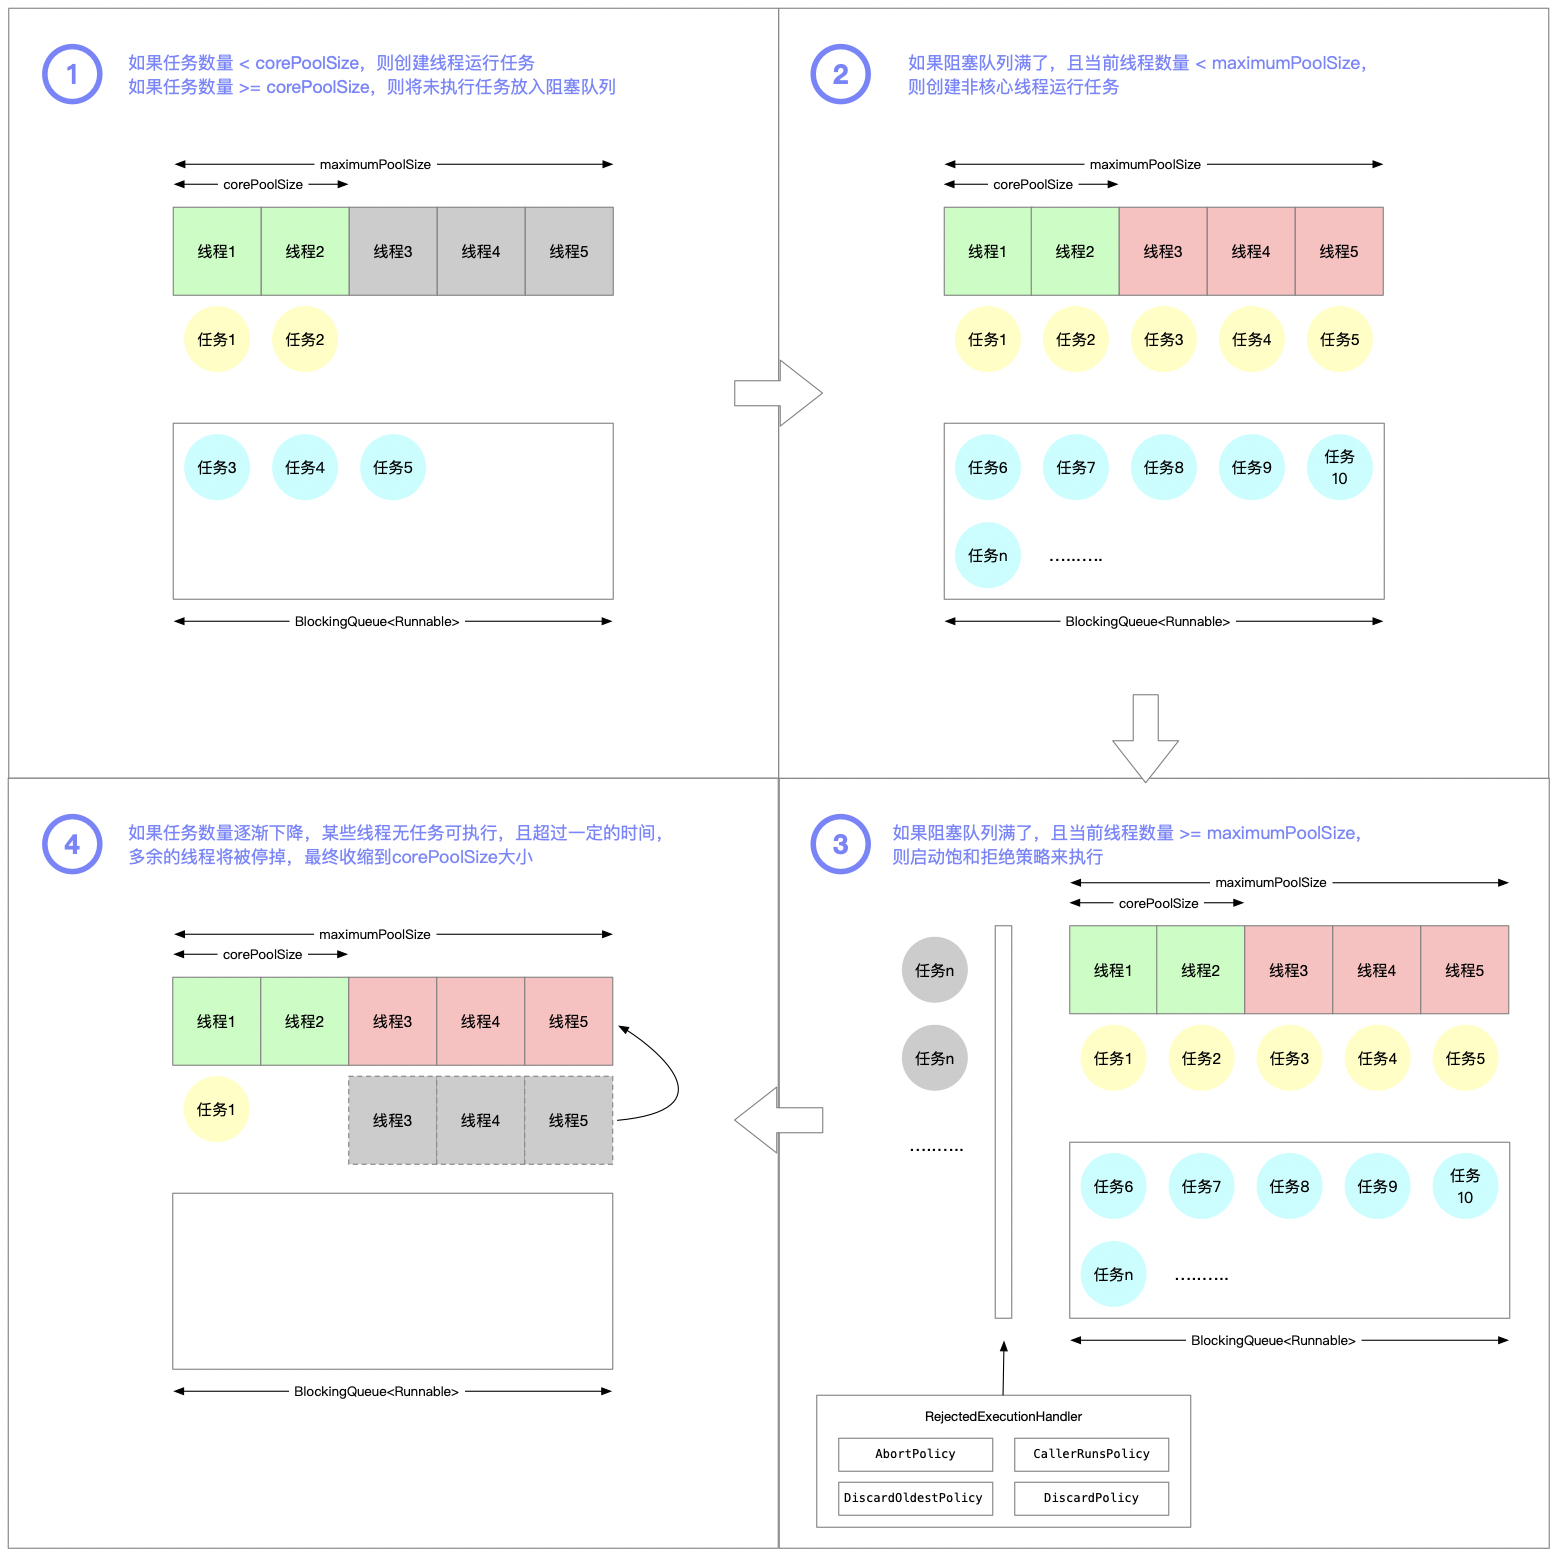 1
如果任务数量 < corePoolSize，则创建线程运行任务
如果任务数量 >= corePoolSize，则将未执行任务放入阻塞队列
maximumPoolSize
corePoolSize
线程1 线程2 线程3 线程4 线程5
任务1 任务2
任务3 任务4 任务5
BlockingQueue<Runnable>
2
如果阻塞队列满了，且当前线程数量 < maximumPoolSize，
则创建非核心线程运行任务
maximumPoolSize
corePoolSize
线程1 线程2 线程3 线程4 线程5
任务1 任务2 任务3 任务4 任务5
任务6 任务7 任务8 任务9 任务
10
任务n ………
BlockingQueue<Runnable>
3
如果阻塞队列满了，且当前线程数量 >= maximumPoolSize，
则启动饱和拒绝策略来执行
maximumPoolSize
corePoolSize
线程1 线程2 线程3 线程4 线程5
任务1 任务2 任务3 任务4 任务5
任务n
任务n
………
任务6 任务7 任务8 任务9 任务
10
任务n ………
BlockingQueue<Runnable>
RejectedExecutionHandler
AbortPolicy CallerRunsPolicy
DiscardOldestPolicy DiscardPolicy
4
如果任务数量逐渐下降，某些线程无任务可执行，且超过一定的时间，
多余的线程将被停掉，最终收缩到corePoolSize大小
maximumPoolSize
corePoolSize
线程1 线程2 线程3 线程4 线程5
任务1
线程3 线程4 线程5
BlockingQueue<Runnable>